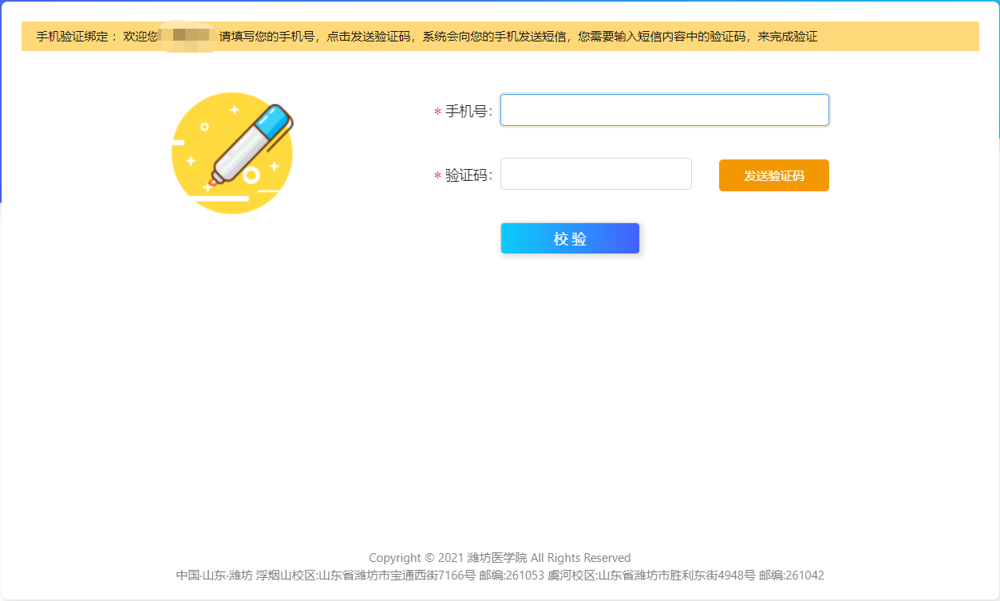 手机验证绑定：欢迎您 请填写您的手机号，点击发送验证码，系统会向您的手机发送短信，您需要输入短信内容中的验证码，来完成验证
* 手机号:
* 验证码: 发送验证码
校 验
Copyright © 2021 潍坊医学院 All Rights Reserved
中国·山东·潍坊 浮烟山校区:山东省潍坊市宝通西街7166号 邮编:261053 虞河校区:山东省潍坊市胜利东街4948号 邮编:261042